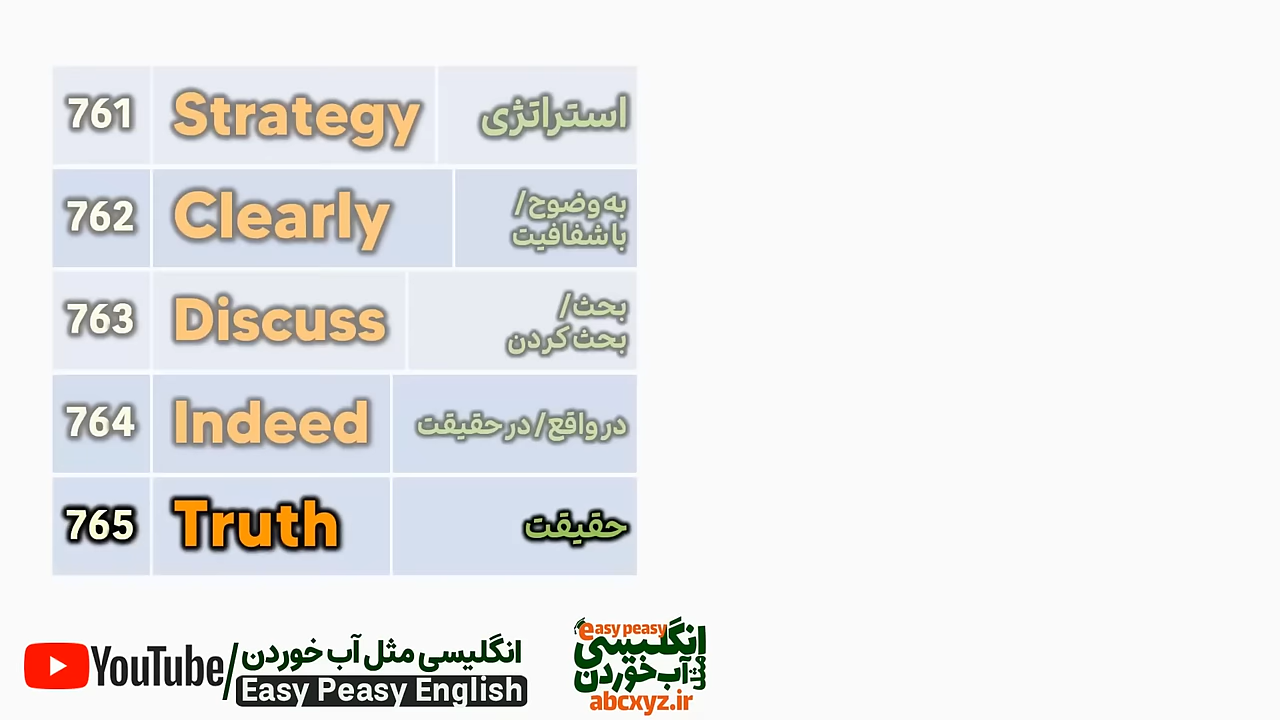 761 Strategy استراتژی
762 Clearly به وضوح/
با شفافیت
763 Discuss بحث/
بحث کردن
764 Indeed در واقع/ در حقیقت
765 Truth حقیقت
YouTube/ انگلیسی مثل آب خوردن
Easy Peasy English
easy peasy
انگلیسی
مثل
آب خوردن
abcxyz.ir